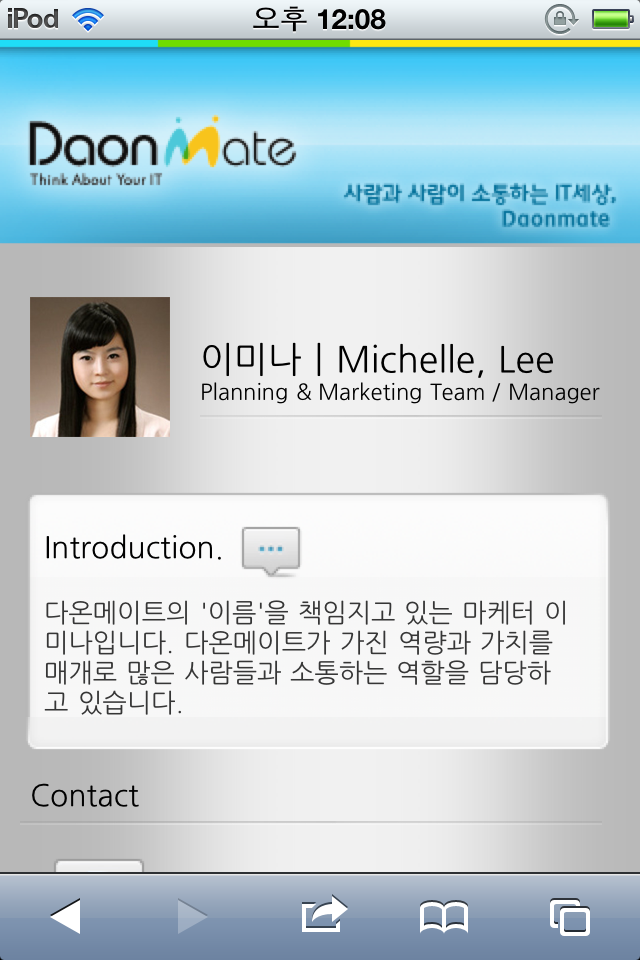 iPod 오후 12:08
DaonMate
Think About Your IT
사람과 사람이 소통하는 IT세상,
Daonmate
이미나 | Michelle, Lee
Planning & Marketing Team / Manager
Introduction.
다온메이트의 '이름'을 책임지고 있는 마케터 이
미나입니다. 다온메이트가 가진 역량과 가치를
매개로 많은 사람들과 소통하는 역할을 담당하
고 있습니다.
Contact